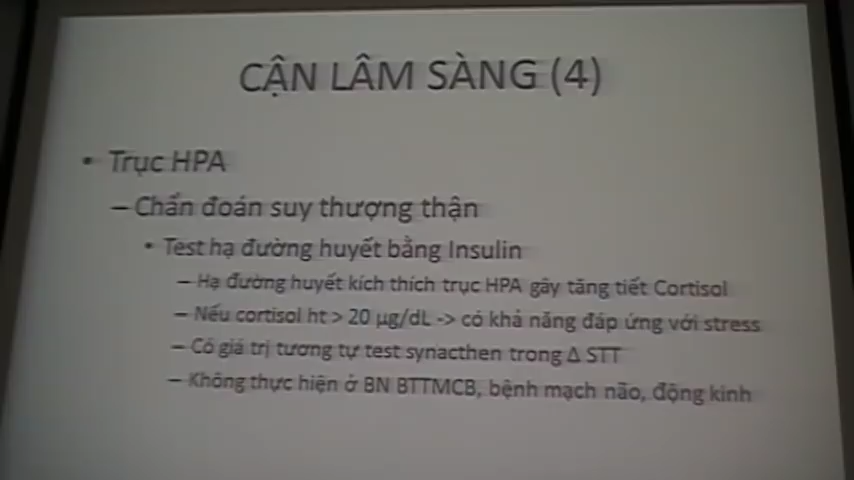 CẬN LÂM SÀNG (4)
• Trục HPA
– Chẩn đoán suy thượng thận
• Test hạ đường huyết bằng Insulin
– Hạ đường huyết kích thích trục HPA gây tăng tiết Cortisol
– Nếu cortisol ht > 20 µg/dL -> có khả năng đáp ứng với stress
– Có giá trị tương tự test synacthen trong Δ STT
– Không thực hiện ở BN BTTMCB, bệnh mạch não, động kinh